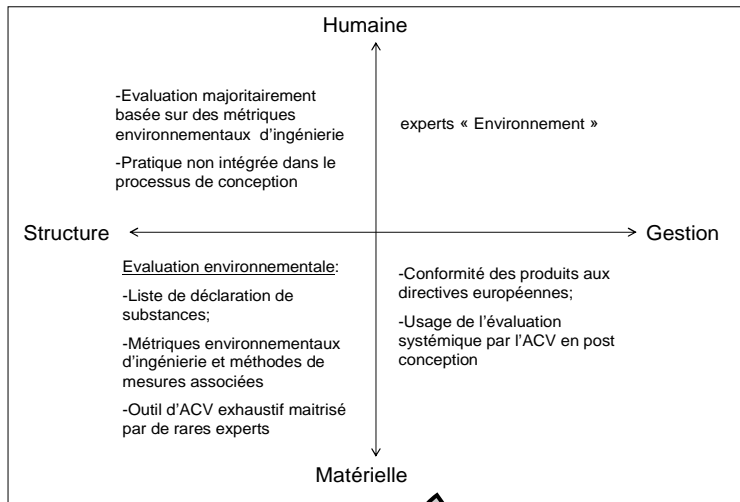 Humaine
-Evaluation majoritairement
basée sur des métriques
environnementaux d'ingénierie
-Pratique non intégrée dans le
processus de conception
experts « Environnement »
Structure
Gestion
Evaluation environnementale:
-Liste de déclaration de
substances;
-Métriques environnementaux
d'ingénierie et méthodes de
mesures associées
-Outil d'ACV exhaustif maitrisé
par de rares experts
-Conformité des produits aux
directives européennes;
-Usage de l'évaluation
systémique par l'ACV en post
conception
Matérielle